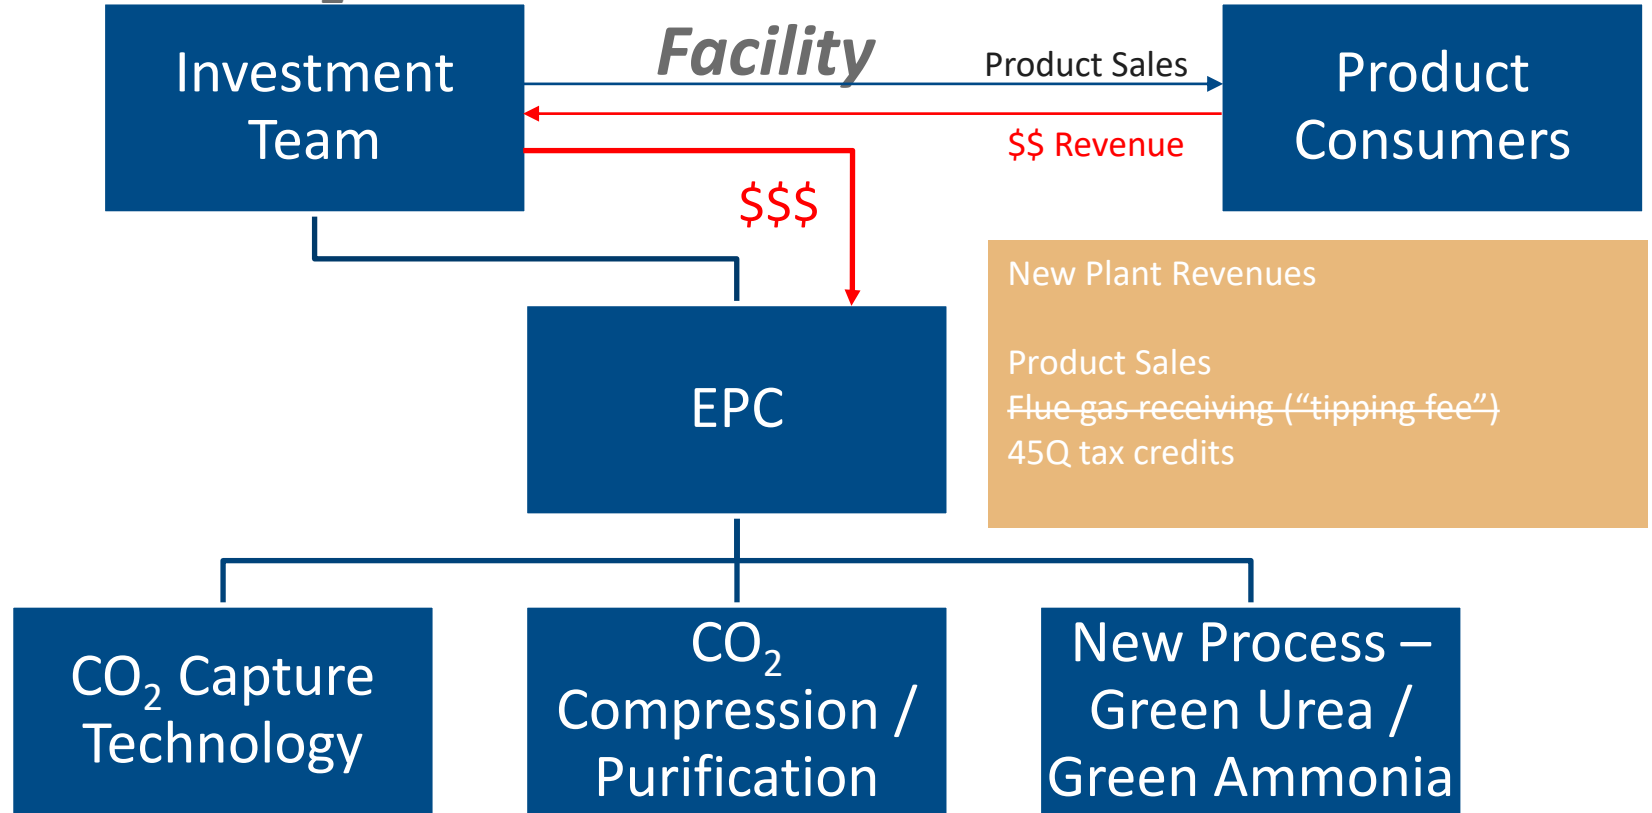 Facility
Investment
Team
Product Sales
$$ Revenue
Product
Consumers
$$$
New Plant Revenues
Product Sales
Flue gas receiving (“tipping fee”)
45Q tax credits
EPC
CO₂ Capture
Technology
CO₂
Compression /
Purification
New Process –
Green Urea /
Green Ammonia